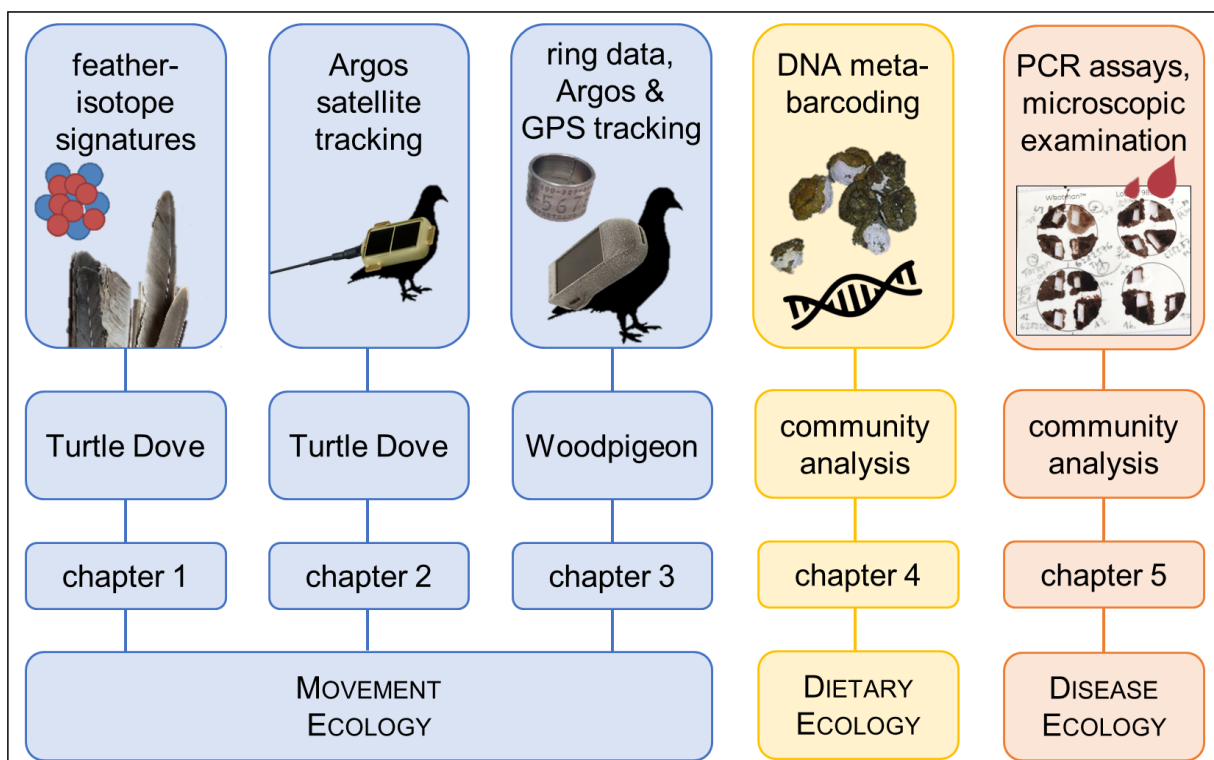 feather-
isotope
signatures
Argos
satellite
tracking
ring data,
Argos &
GPS tracking
567
DNA meta-
barcoding
PCR assays,
microscopic
examination
Whatman™
Turtle Dove
Turtle Dove
Woodpigeon
community
analysis
community
analysis
chapter 1
chapter 2
chapter 3
chapter 4
chapter 5
MOVEMENT
ECOLOGY
DIETARY
ECOLOGY
DISEASE
ECOLOGY